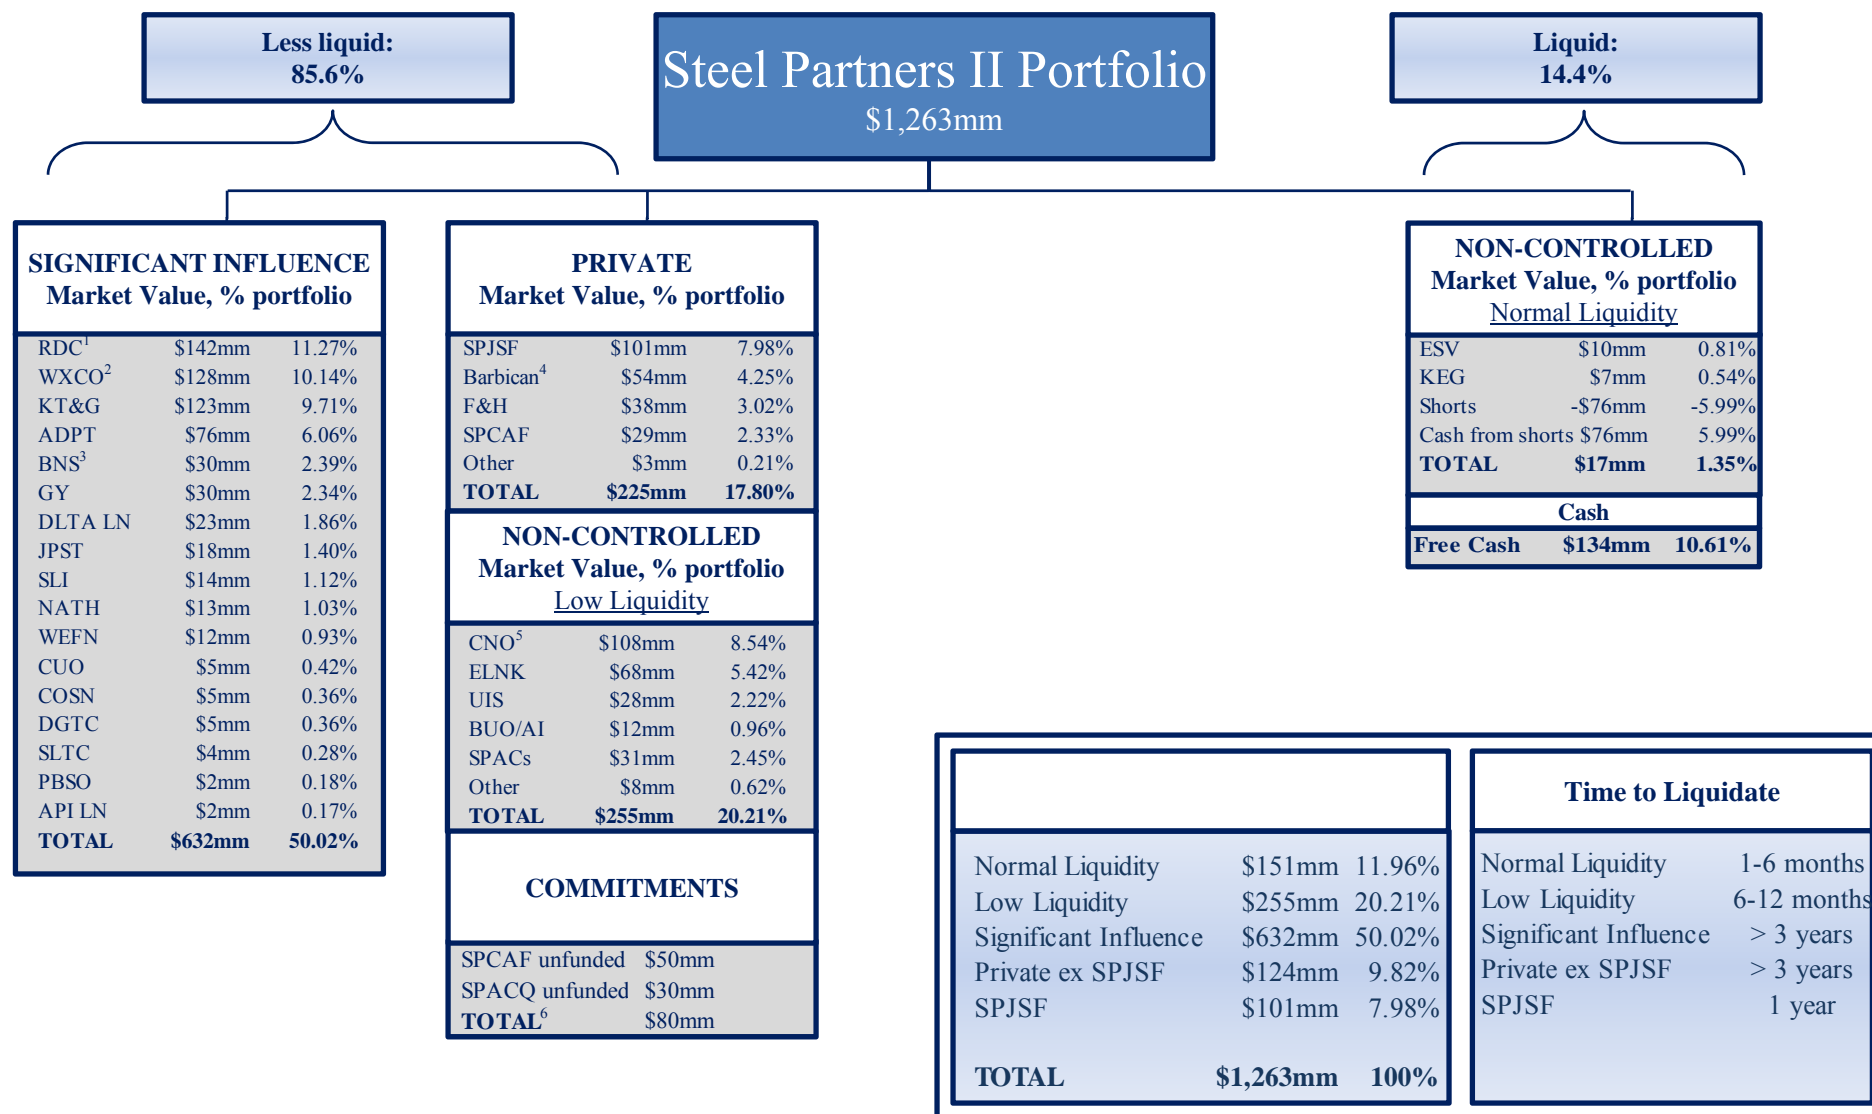 Less liquid:
85.6%
Steel Partners II Portfolio
$1,263mm
Liquid:
14.4%
SIGNIFICANT INFLUENCE
Market Value, % portfolio
RDC1 $142mm 11.27%
WXCO2 $128mm 10.14%
KT&G $123mm 9.71%
ADPT $76mm 6.06%
BNS3 $30mm 2.39%
GY $30mm 2.34%
DLTA LN $23mm 1.86%
JPST $18mm 1.40%
SLI $14mm 1.12%
NATH $13mm 1.03%
WEFN $12mm 0.93%
CUO $5mm 0.42%
COSN $5mm 0.36%
DGTC $5mm 0.36%
SLTC $4mm 0.28%
PBSO $2mm 0.18%
API LN $2mm 0.17%
TOTAL $632mm 50.02%
PRIVATE
Market Value, % portfolio
SPJSF $101mm 7.98%
Barbican4 $54mm 4.25%
F&H $38mm 3.02%
SPCAF $29mm 2.33%
Other $3mm 0.21%
TOTAL $225mm 17.80%
NON-CONTROLLED
Market Value, % portfolio
Low Liquidity
CNO5 $108mm 8.54%
ELNK $68mm 5.42%
UIS $28mm 2.22%
BUO/AI $12mm 0.96%
SPACs $31mm 2.45%
Other $8mm 0.62%
TOTAL $255mm 20.21%
COMMITMENTS
SPCAF unfunded $50mm
SPACQ unfunded $30mm
TOTAL6 $80mm
NON-CONTROLLED
Market Value, % portfolio
Normal Liquidity
ESV $10mm 0.81%
KEG $7mm 0.54%
Shorts -$76mm -5.99%
Cash from shorts $76mm 5.99%
TOTAL $17mm 1.35%
Cash
Free Cash $134mm 10.61%
Normal Liquidity $151mm 11.96%
Low Liquidity $255mm 20.21%
Significant Influence $632mm 50.02%
Private ex SPJSF $124mm 9.82%
SPJSF $101mm 7.98%
TOTAL $1,263mm 100%
Time to Liquidate
Normal Liquidity 1-6 months
Low Liquidity 6-12 months
Significant Influence > 3 years
Private ex SPJSF > 3 years
SPJSF 1 year